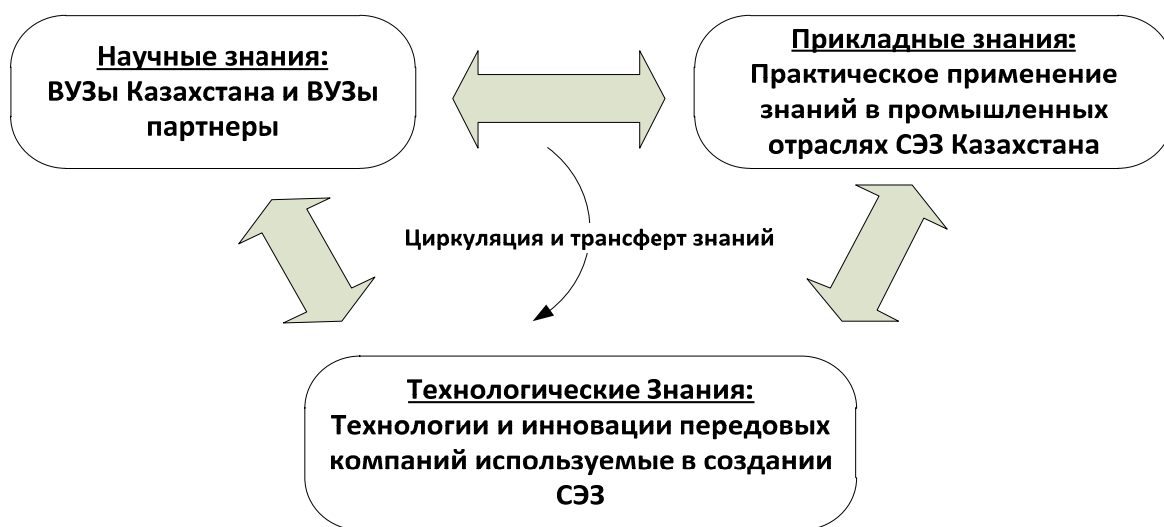 Научные знания:
ВУЗы Казахстана и ВУЗы
партнеры
Прикладные знания:
Практическое применение
знаний в промышленных
отраслях СЭЗ Казахстана
Циркуляция и трансферт знаний
Технологические Знания:
Технологии и инновации передовых
компаний используемые в создании
СЭЗ